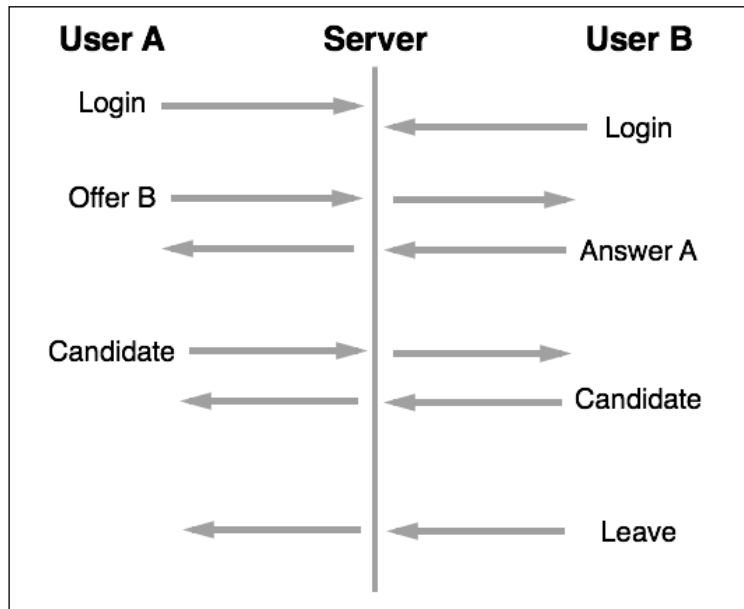 User A
Server
User B
Login
Login
Offer B
Answer A
Candidate
Candidate
Leave